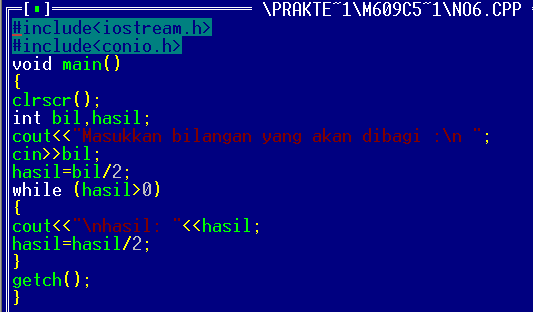 [■] \PRAKTE~1\M609C5~1\NO6.CPP
#include<iostream.h>
#include<conio.h>
void main()
{
clrscr();
int bil,hasil;
cout<<"Masukkan bilangan yang akan dibagi :\n ";
cin>>bil;
hasil=bil/2;
while (hasil>0)
{
cout<<"\nhasil: "<<hasil;
hasil=hasil/2;
}
getch();
}